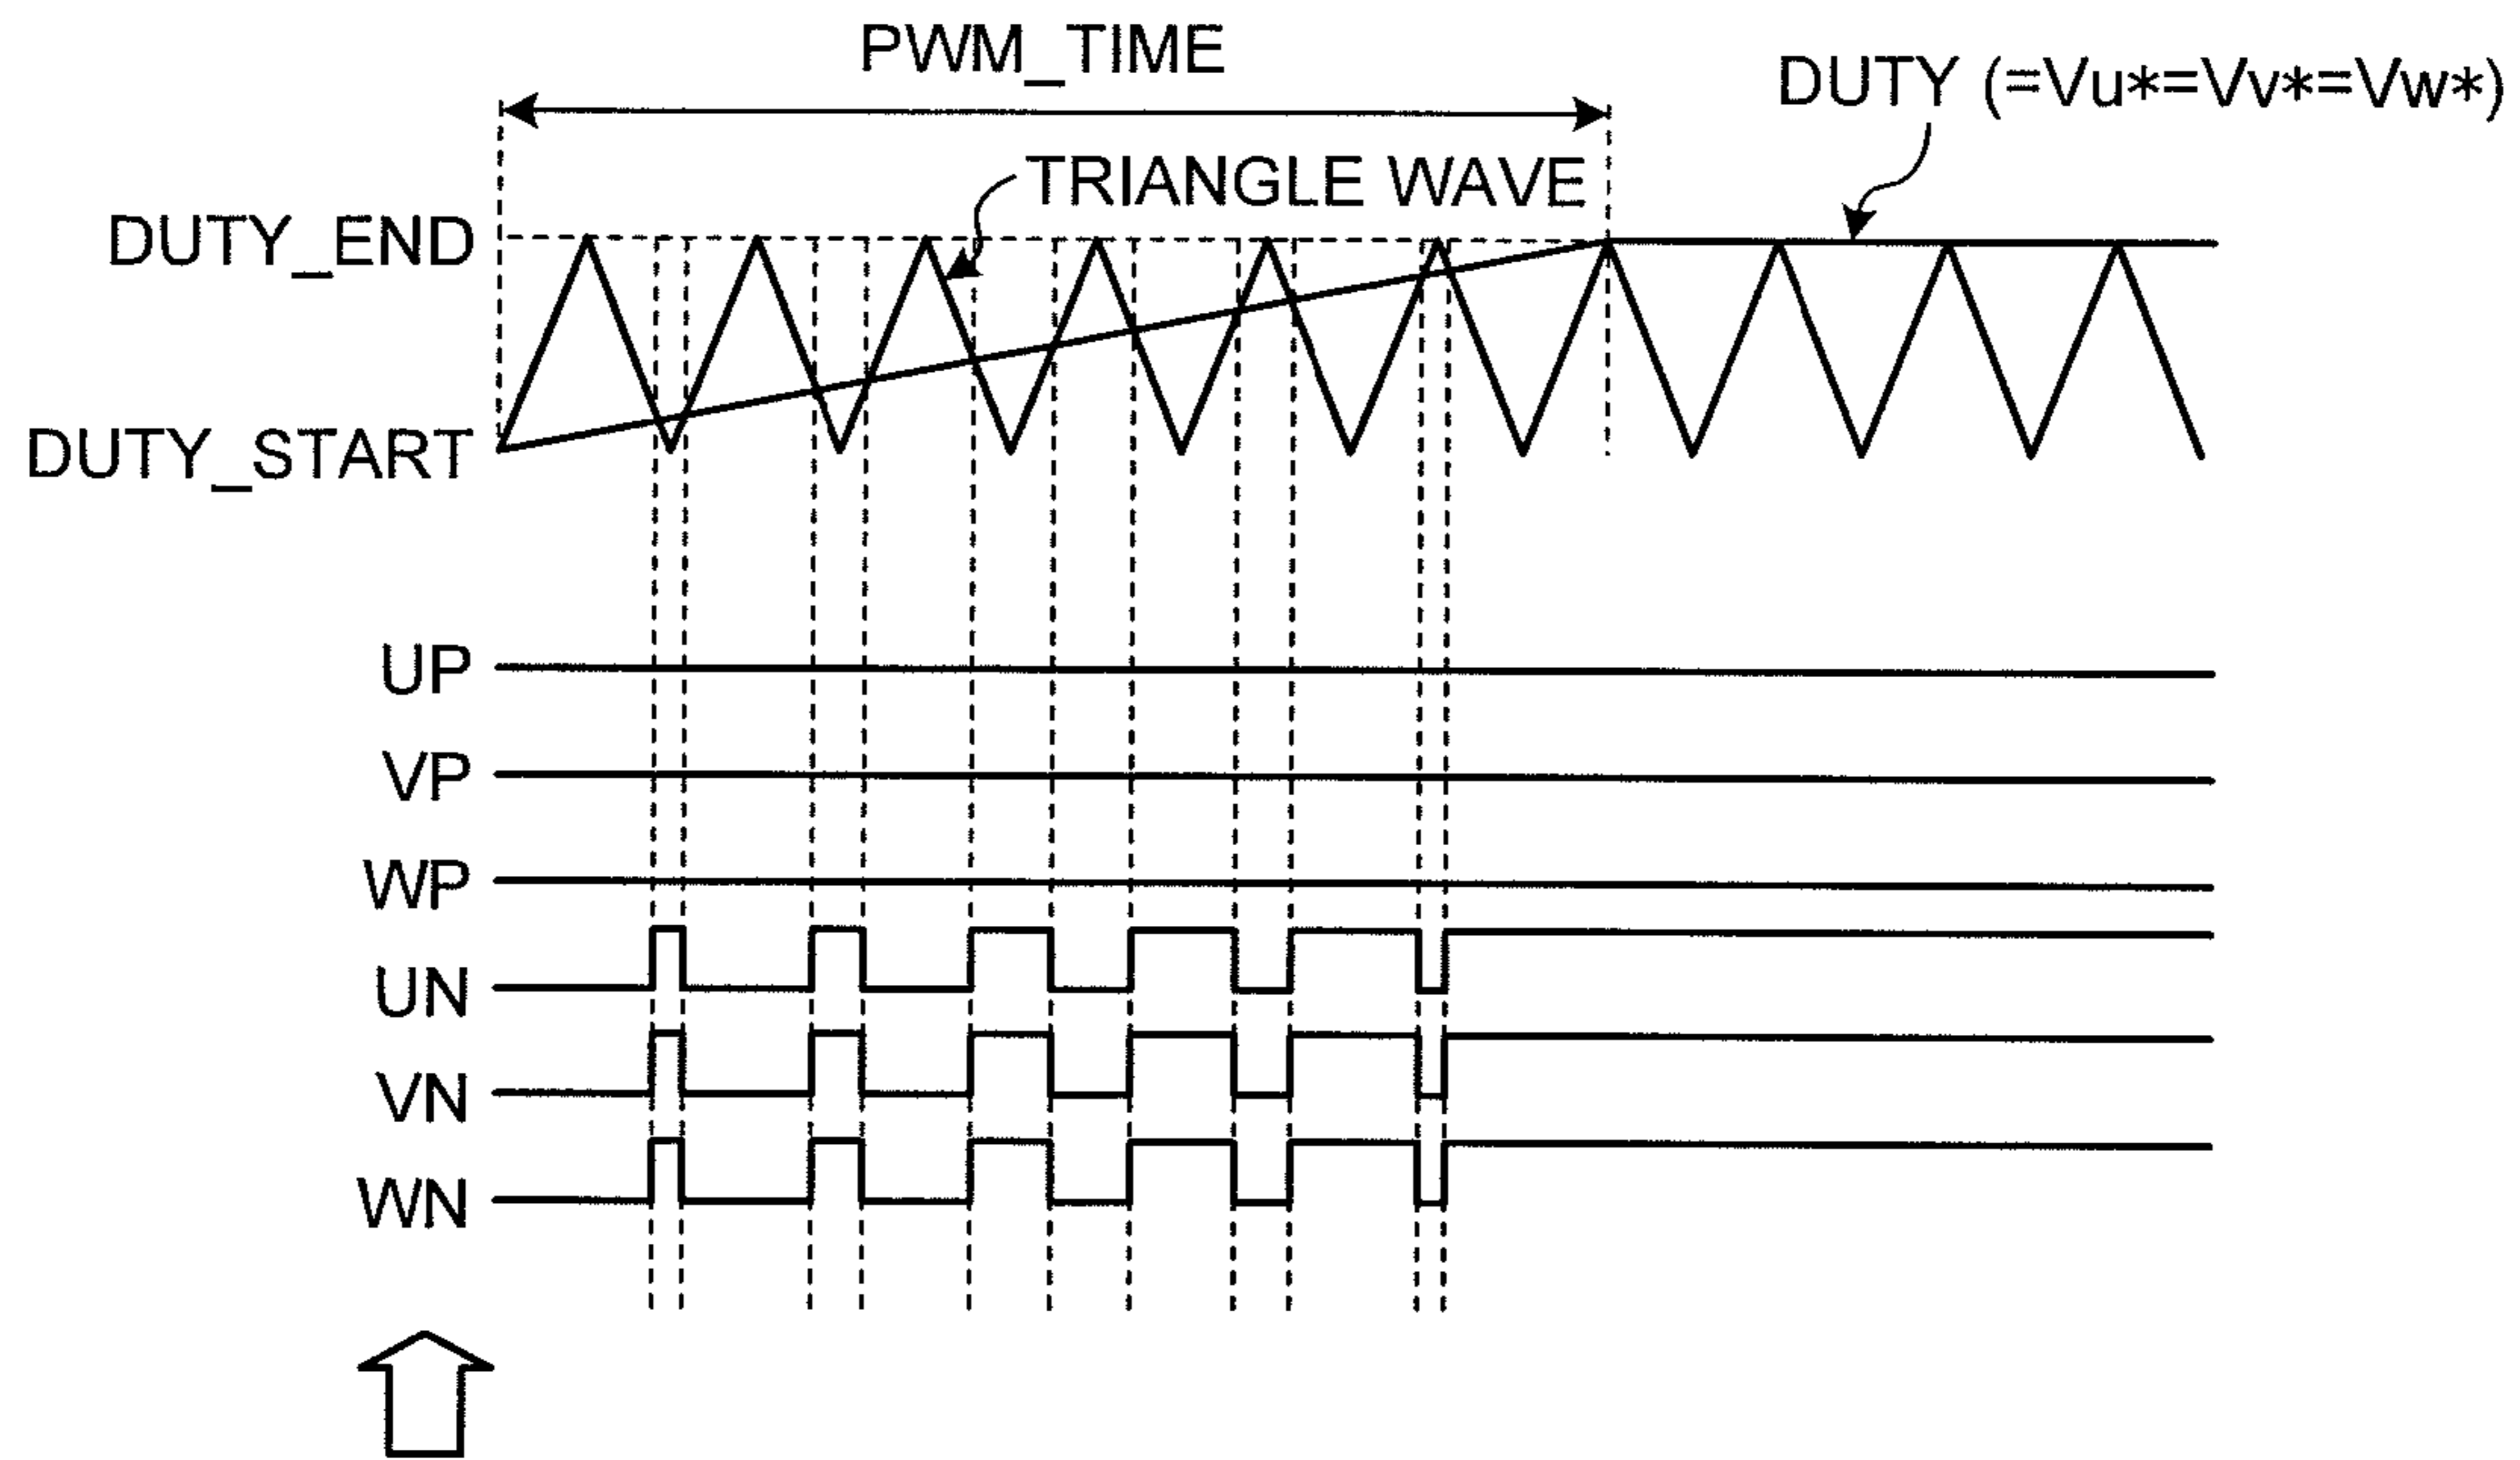 PWM_TIME
DUTY (=Vu*=Vv*=Vw*)
TRIANGLE WAVE
DUTY_END
DUTY_START
UP
VP
WP
UN
VN
WN